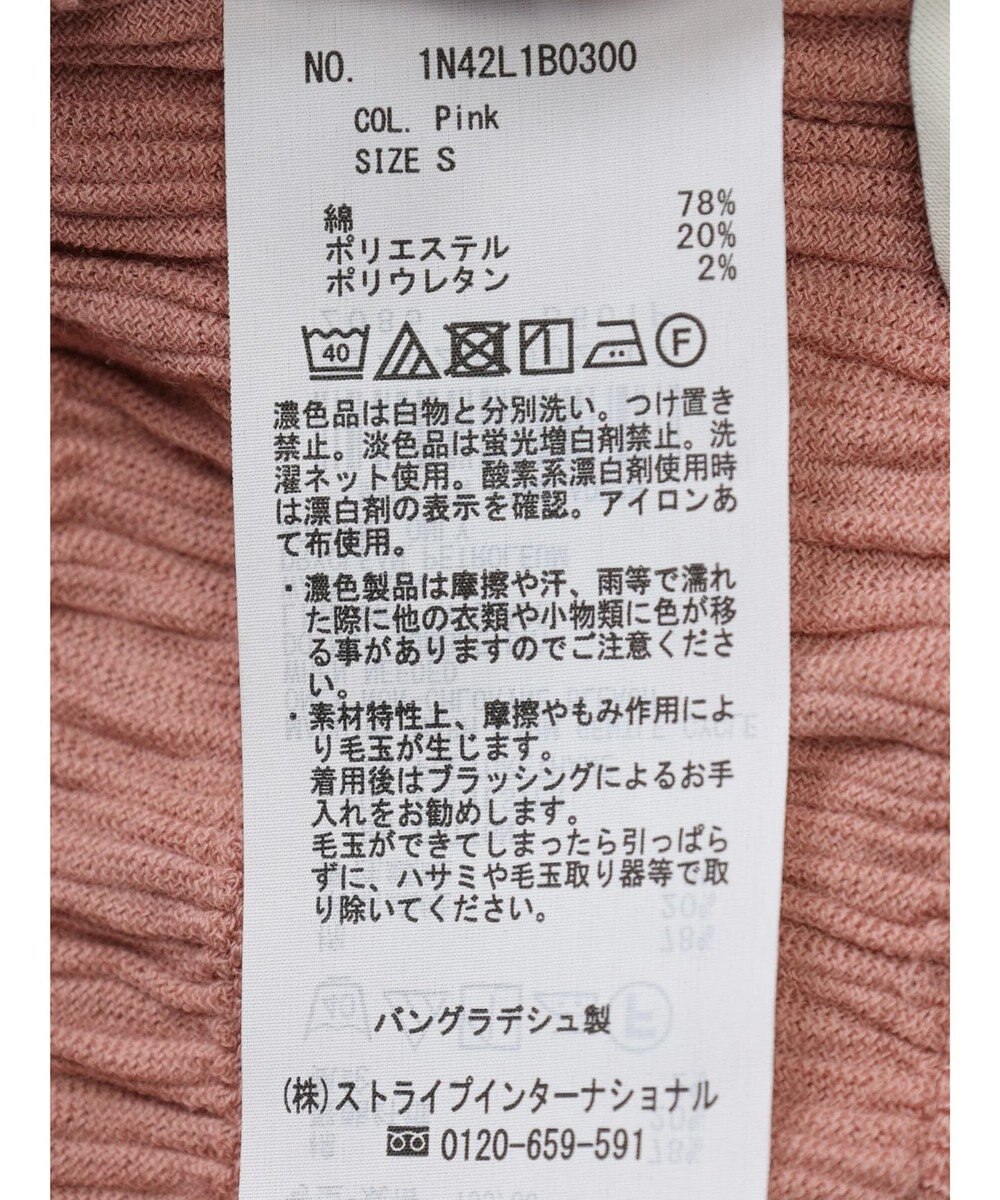 NO. 1N42L1B0300
COL. Pink
SIZE S
綿 78%
ポリエステル 20%
ポリウレタン 2%
40 F
濃色品は白物と分別洗い。つけ置き
禁止。淡色品は蛍光増白剤禁止。洗
濯ネット使用。酸素系漂白剤使用時
は漂白剤の表示を確認。アイロンあ
て布使用。
・濃色製品は摩擦や汗、雨等で濡れ
た際に他の衣類や小物類に色が移
る事がありますのでご注意くださ
い。
・素材特性上、摩擦やもみ作用によ
り毛玉が生じます。
着用後はブラッシングによるお手
入れをお勧めします。
毛玉ができてしまったら引っぱら
ずに、ハサミや毛玉取り器等で取
り除いてください。
バングラデシュ製
(株)ストライプインターナショナル
0120-659-591